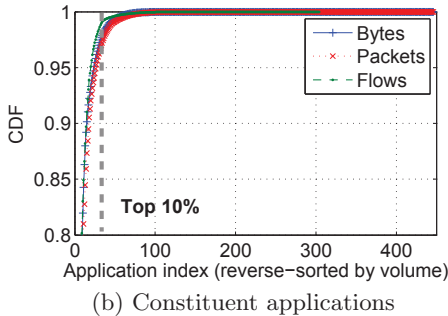 1
0.95
0.9
0.85
0.8
CDF
Bytes
Packets
Flows
Top 10%
0 100 200 300 400
Application index (reverse−sorted by volume)
(b) Constituent applications